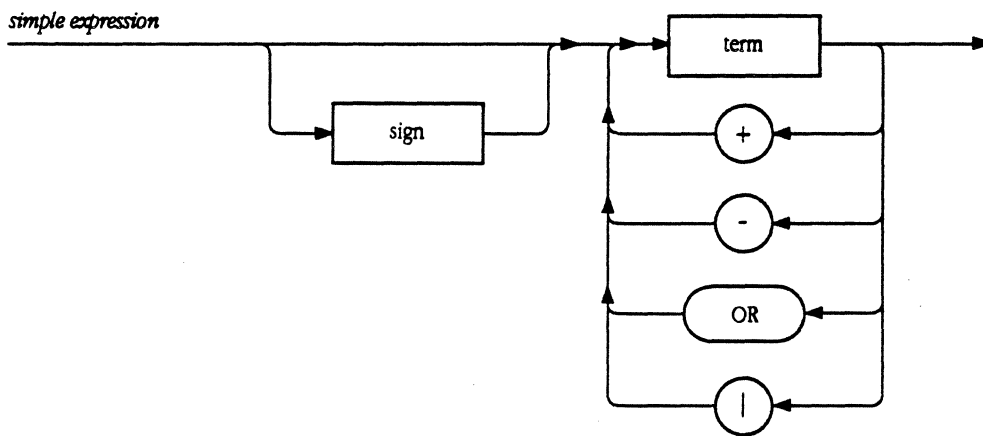 simple expression
term
sign
+
-
OR
|